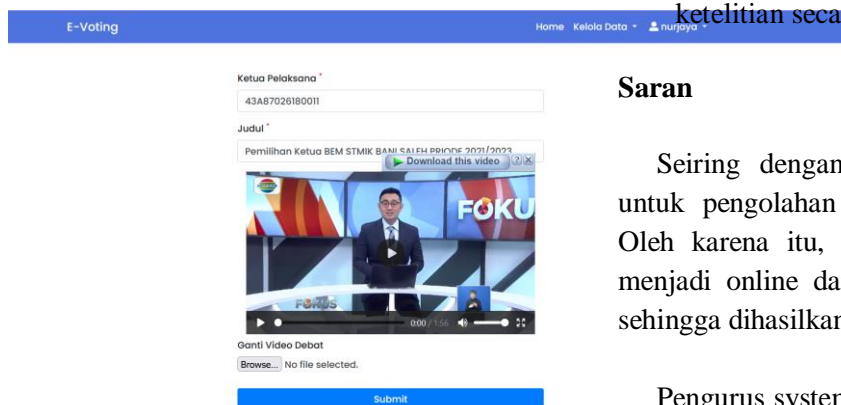 E-Voting
Home Kelola Data nurjaya
Ketua Pelaksana *
43A87026180011
Judul *
Pemilihan Ketua BEM STMIK BANI SALEH PRIODE 2021/2023
Download this video ? X
FOKU
FOKUS
0:00 / 1:56
Ganti Video Debat
Browse... No file selected.
Submit
ketelitian seca
Saran
Seiring dengan
untuk pengolahan
Oleh karena itu,
menjadi online da
sehingga dihasilkan
Pengurus system